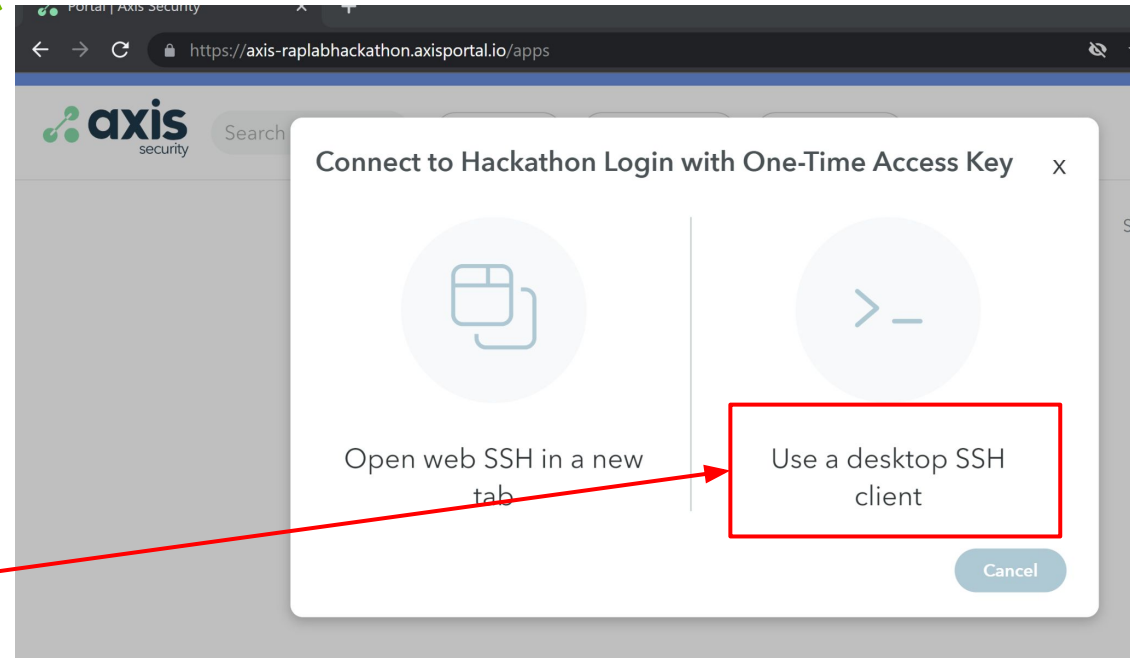 Portal | Axis Security
https://axis-raplabhackathon.axisportal.io/apps
axis
security
Search
Connect to Hackathon Login with One-Time Access Key
x
Open web SSH in a new
tab
Use a desktop SSH
client
Cancel